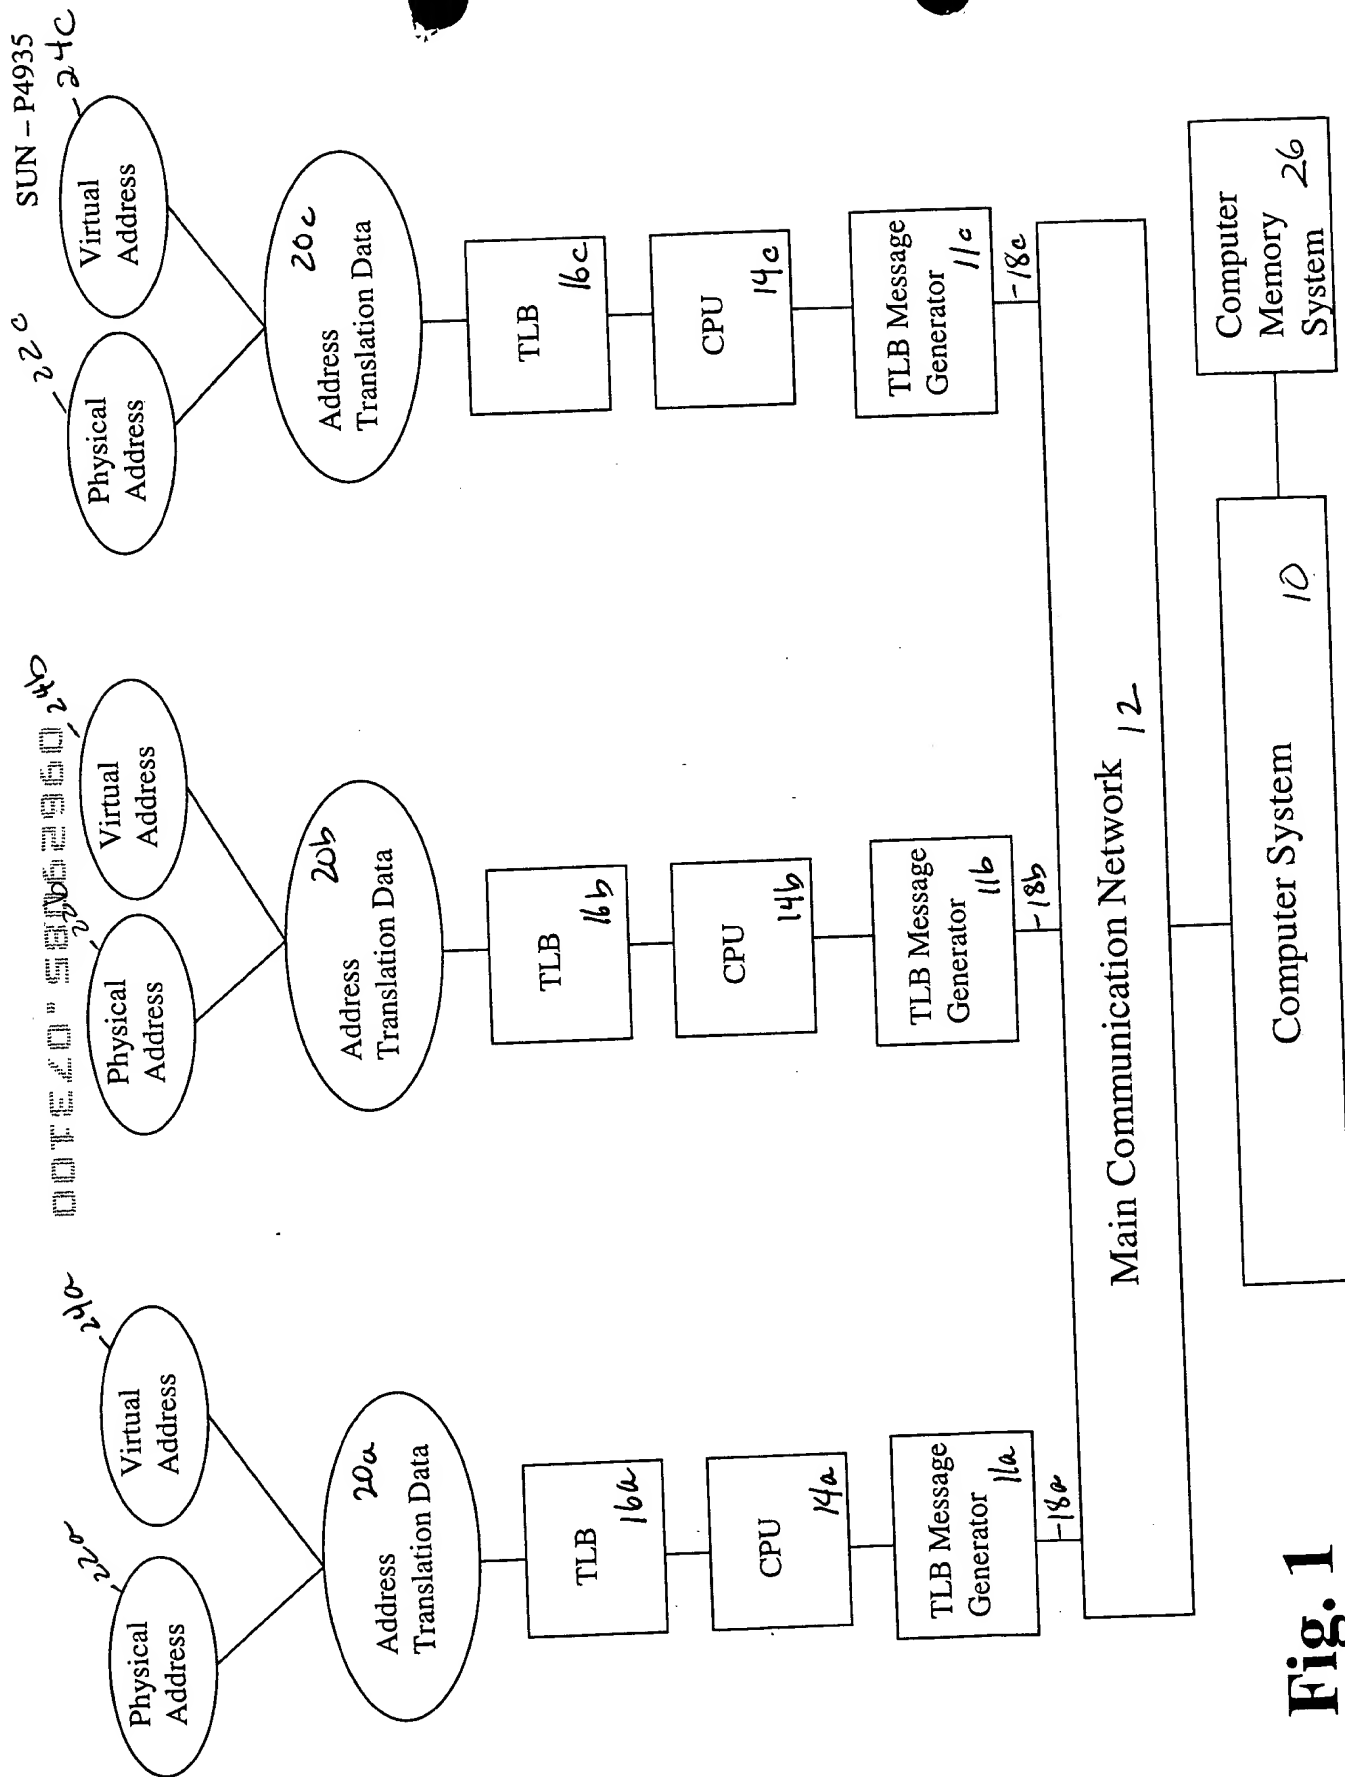 SUN – P4935
22a
24a
Physical
Address
Virtual
Address
20a
Address
Translation Data
TLB
16a
CPU
14a
TLB Message
Generator 11a
-18a
24b
Physical
Address
Virtual
Address
20b
Address
Translation Data
TLB
16b
CPU
14b
TLB Message
Generator 11b
-18b
22c
24c
Physical
Address
Virtual
Address
20c
Address
Translation Data
TLB
16c
CPU
14c
TLB Message
Generator 11c
-18c
Main Communication Network 12
Computer System 10
Computer
Memory
System 26
Fig. 1